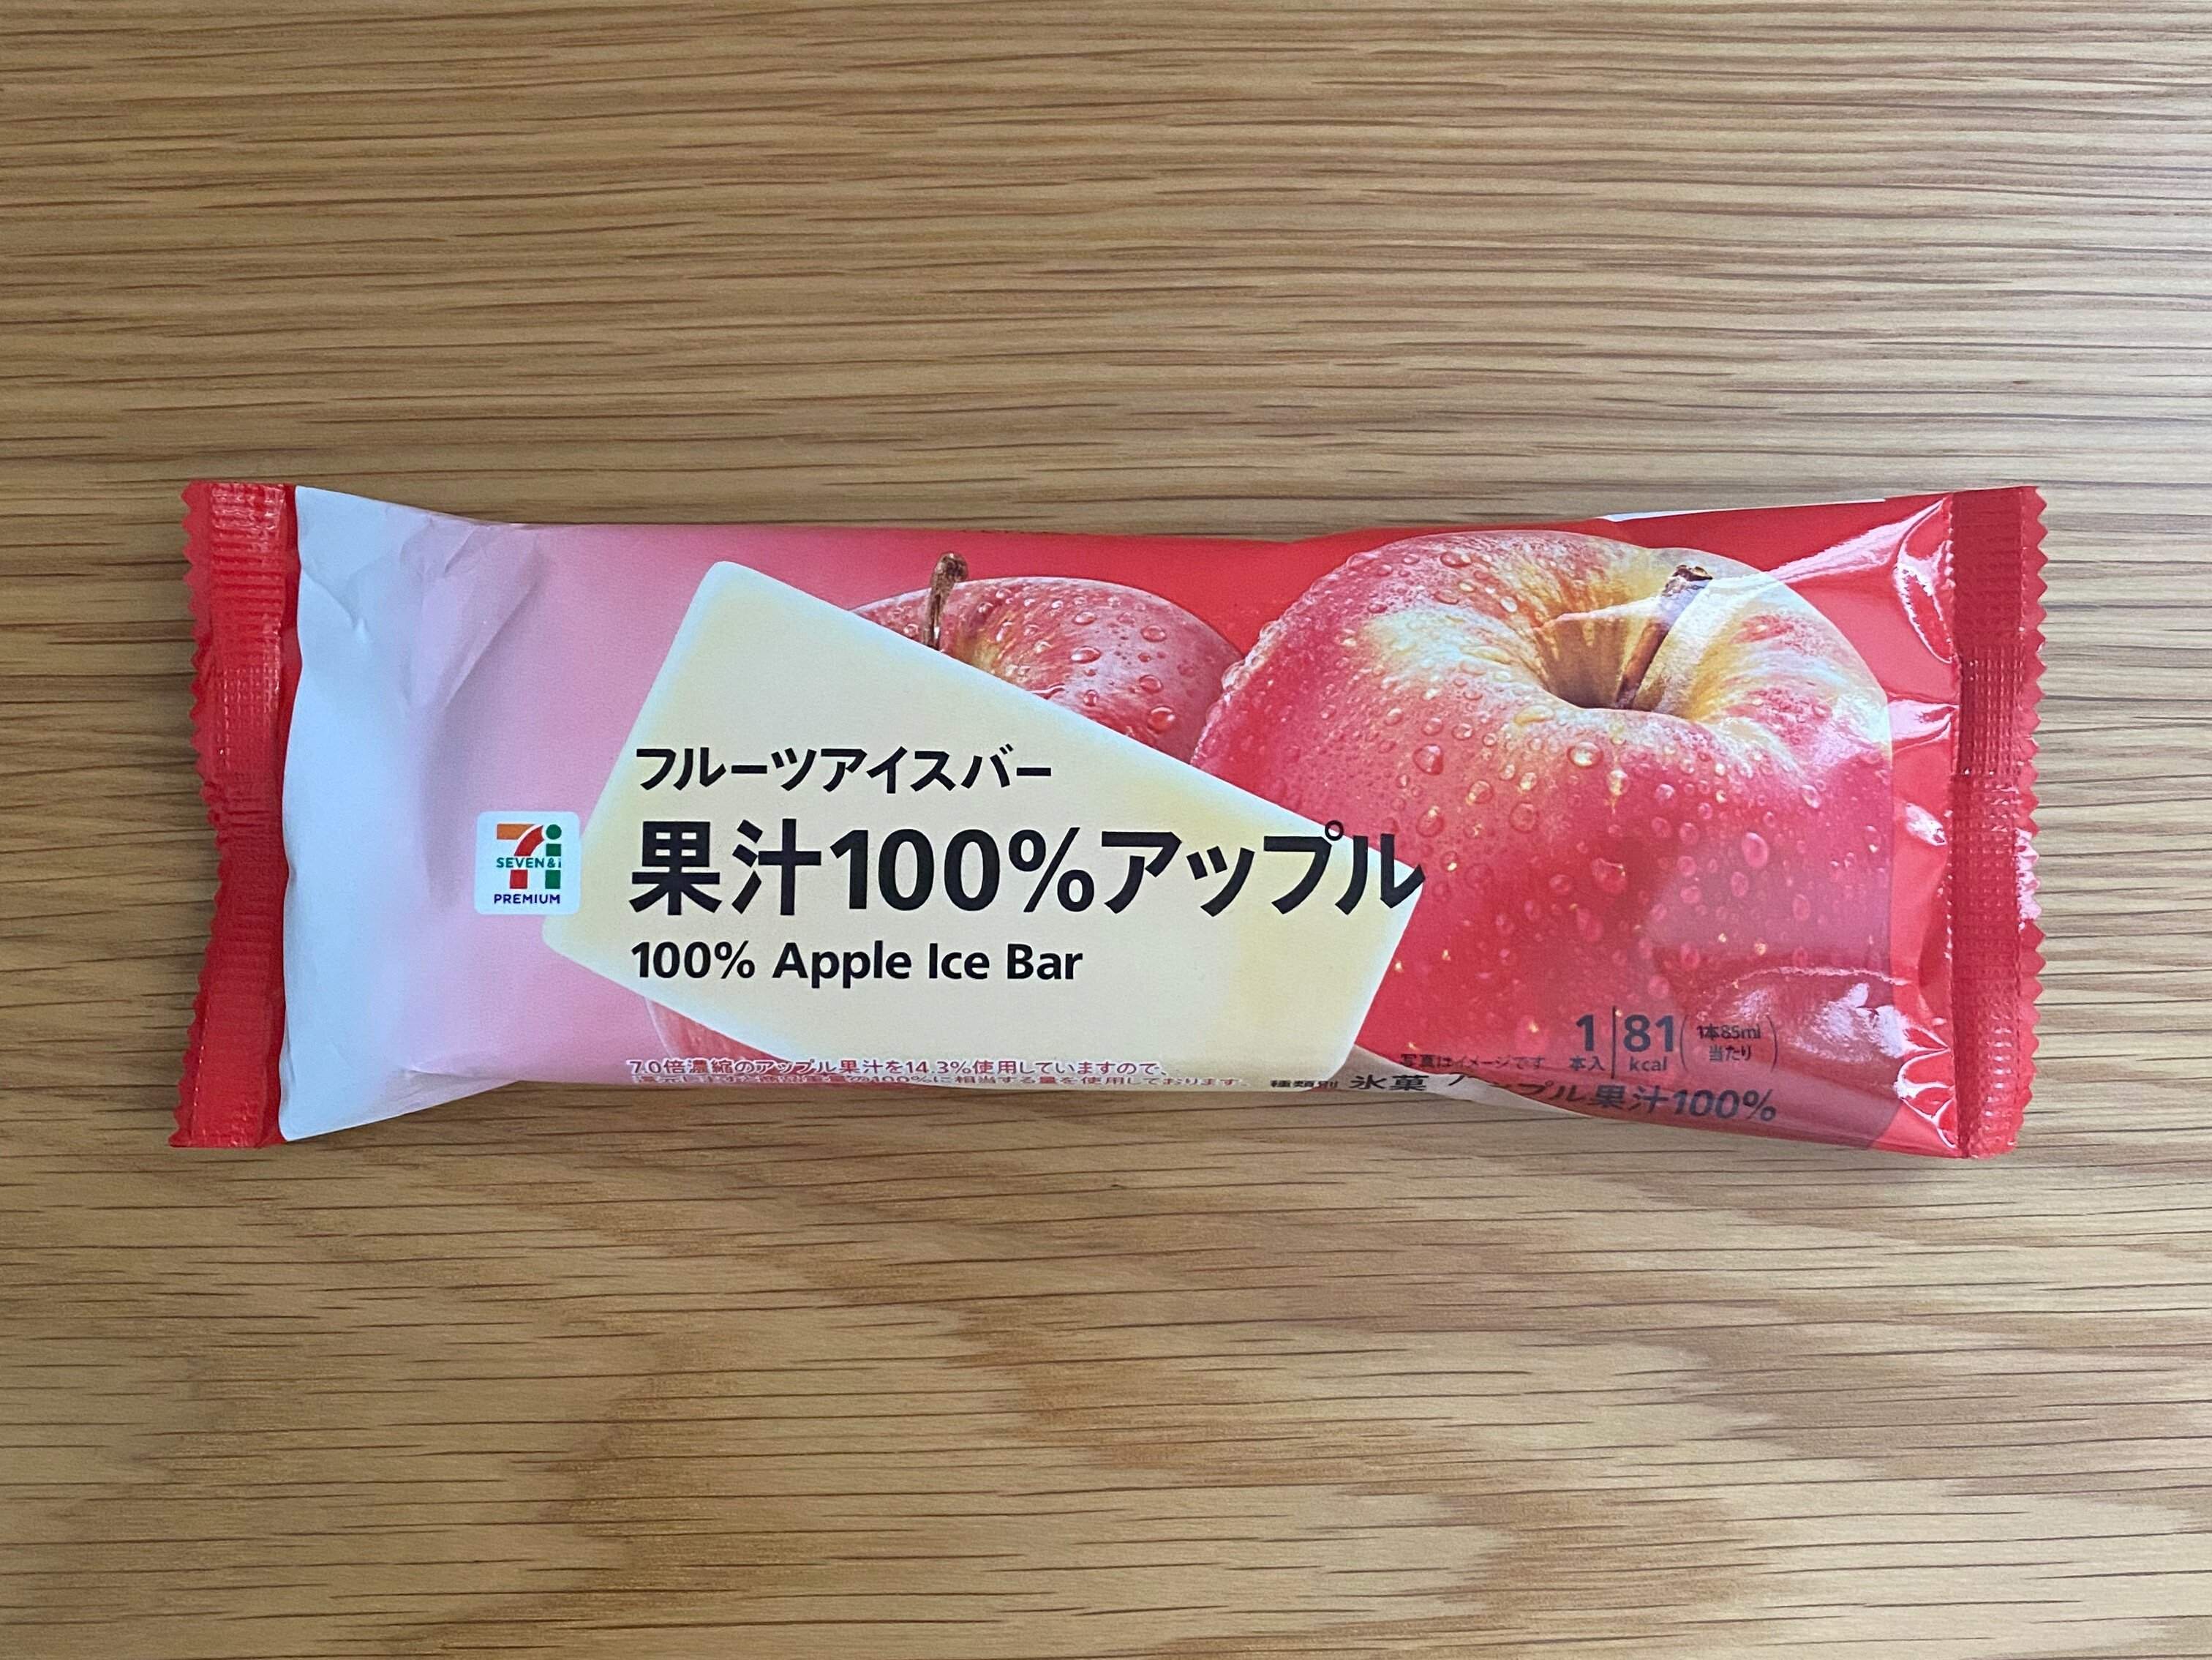 フルーツアイスバー
果汁100%アップル
100% Apple Ice Bar
SEVEN&i
PREMIUM
7.0倍濃縮のアップル果汁を14.3%使用していますので、
100%に相当する量を使用しております。
写真はイメージです
1本入
81kcal
(1本85ml当たり)
種類別 氷菓 アップル果汁100%